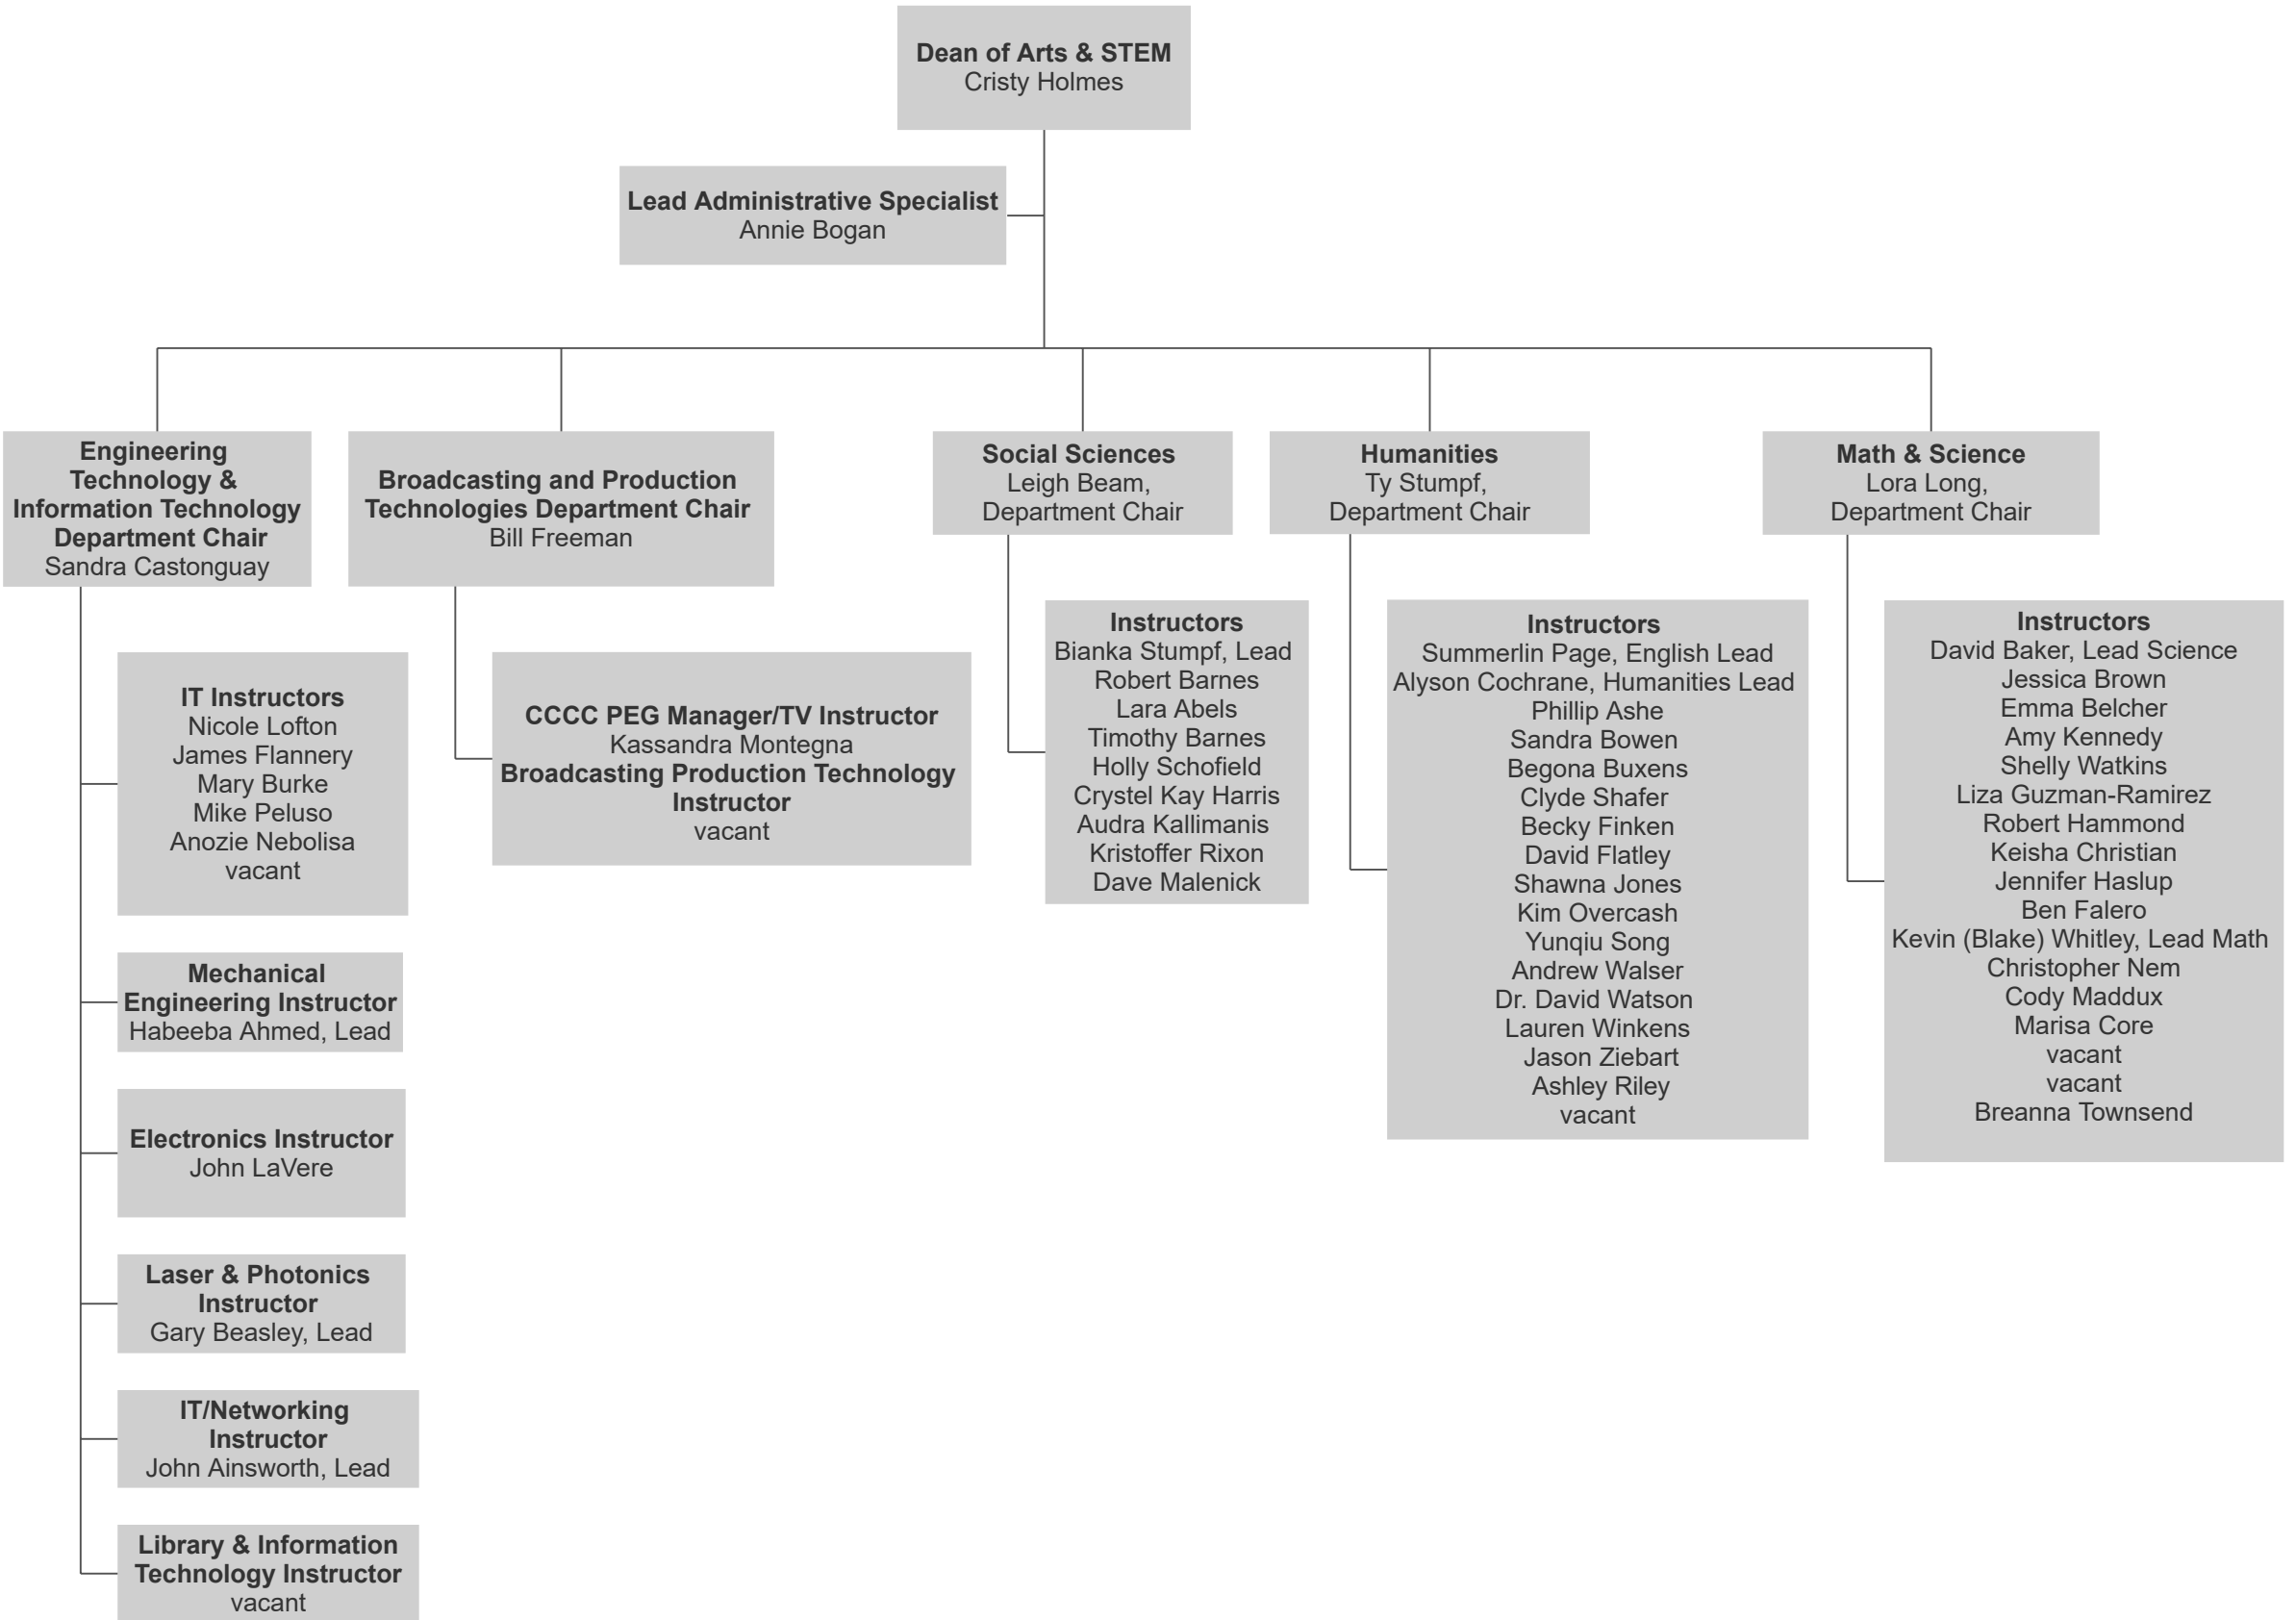 Dean of Arts & STEM
Cristy Holmes
Lead Administrative Specialist
Annie Bogan
Engineering
Technology &
Information Technology
Department Chair
Sandra Castonguay
IT Instructors
Nicole Lofton
James Flannery
Mary Burke
Mike Peluso
Anozie Nebolisa
vacant
Mechanical
Engineering Instructor
Habeeba Ahmed, Lead
Electronics Instructor
John LaVere
Laser & Photonics
Instructor
Gary Beasley, Lead
IT/Networking
Instructor
John Ainsworth, Lead
Library & Information
Technology Instructor
vacant
Broadcasting and Production
Technologies Department Chair
Bill Freeman
CCCC PEG Manager/TV Instructor
Kassandra Montegna
Broadcasting Production Technology
Instructor
vacant
Social Sciences
Leigh Beam,
Department Chair
Instructors
Bianka Stumpf, Lead
Robert Barnes
Lara Abels
Timothy Barnes
Holly Schofield
Crystel Kay Harris
Audra Kallimanis
Kristoffer Rixon
Dave Malenick
Humanities
Ty Stumpf,
Department Chair
Instructors
Summerlin Page, English Lead
Alyson Cochrane, Humanities Lead
Phillip Ashe
Sandra Bowen
Begona Buxens
Clyde Shafer
Becky Finken
David Flatley
Shawna Jones
Kim Overcash
Yunqiu Song
Andrew Walser
Dr. David Watson
Lauren Winkens
Jason Ziebart
Ashley Riley
vacant
Math & Science
Lora Long,
Department Chair
Instructors
David Baker, Lead Science
Jessica Brown
Emma Belcher
Amy Kennedy
Shelly Watkins
Liza Guzman-Ramirez
Robert Hammond
Keisha Christian
Jennifer Haslup
Ben Falero
Kevin (Blake) Whitley, Lead Math
Christopher Nem
Cody Maddux
Marisa Core
vacant
vacant
Breanna Townsend